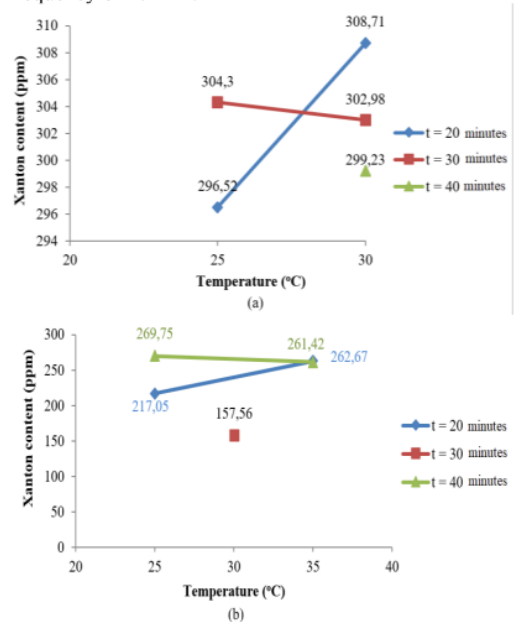 310
308
306
304
302
300
298
296
294
20
25
30
308,71
304,3
302,98
299,23
296,52
Xanton content (ppm)
Temperature (°C)
t = 20 minutes
t = 30 minutes
t = 40 minutes
(a)
300
250
200
150
100
50
0
20
25
30
35
40
269,75
261,42
262,67
217,05
157,56
Xanton content (ppm)
Temperature (°C)
t = 20 minutes
t = 30 minutes
t = 40 minutes
(b)